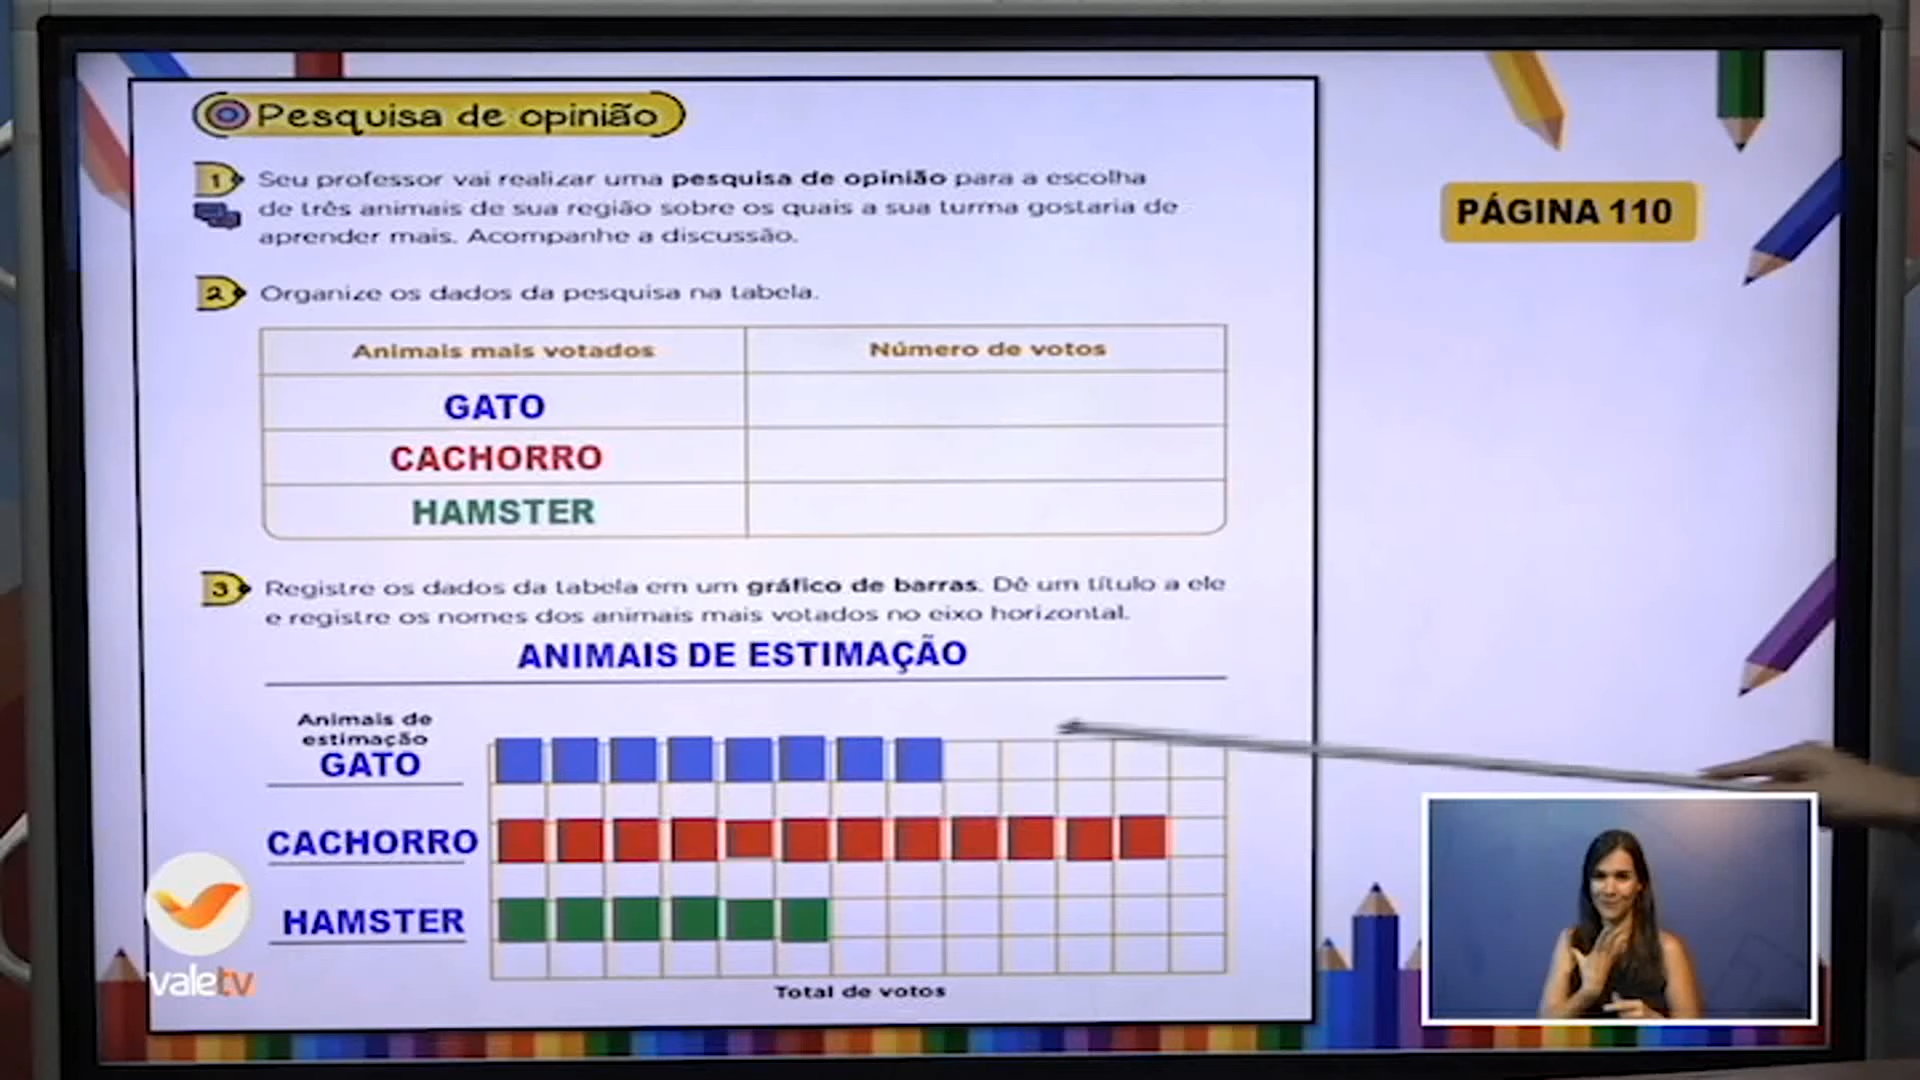 Pesquisa de opinião
1 Seu professor vai realizar uma pesquisa de opinião para a escolha
de três animais de sua região sobre os quais a sua turma gostaria de
aprender mais. Acompanhe a discussão.
PÁGINA 110
2 Organize os dados da pesquisa na tabela.
Animais mais votados Número de votos
GATO
CACHORRO
HAMSTER
3 Registre os dados da tabela em um gráfico de barras. Dê um título a ele
e registre os nomes dos animais mais votados no eixo horizontal.
ANIMAIS DE ESTIMAÇÃO
Animais de
estimação
GATO
CACHORRO
HAMSTER
Total de votos
valetv